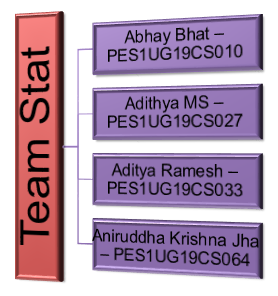 Team Stat
Abhay Bhat –
PES1UG19CS010
Adithya MS –
PES1UG19CS027
Aditya Ramesh –
PES1UG19CS033
Aniruddha Krishna Jha
– PES1UG19CS064